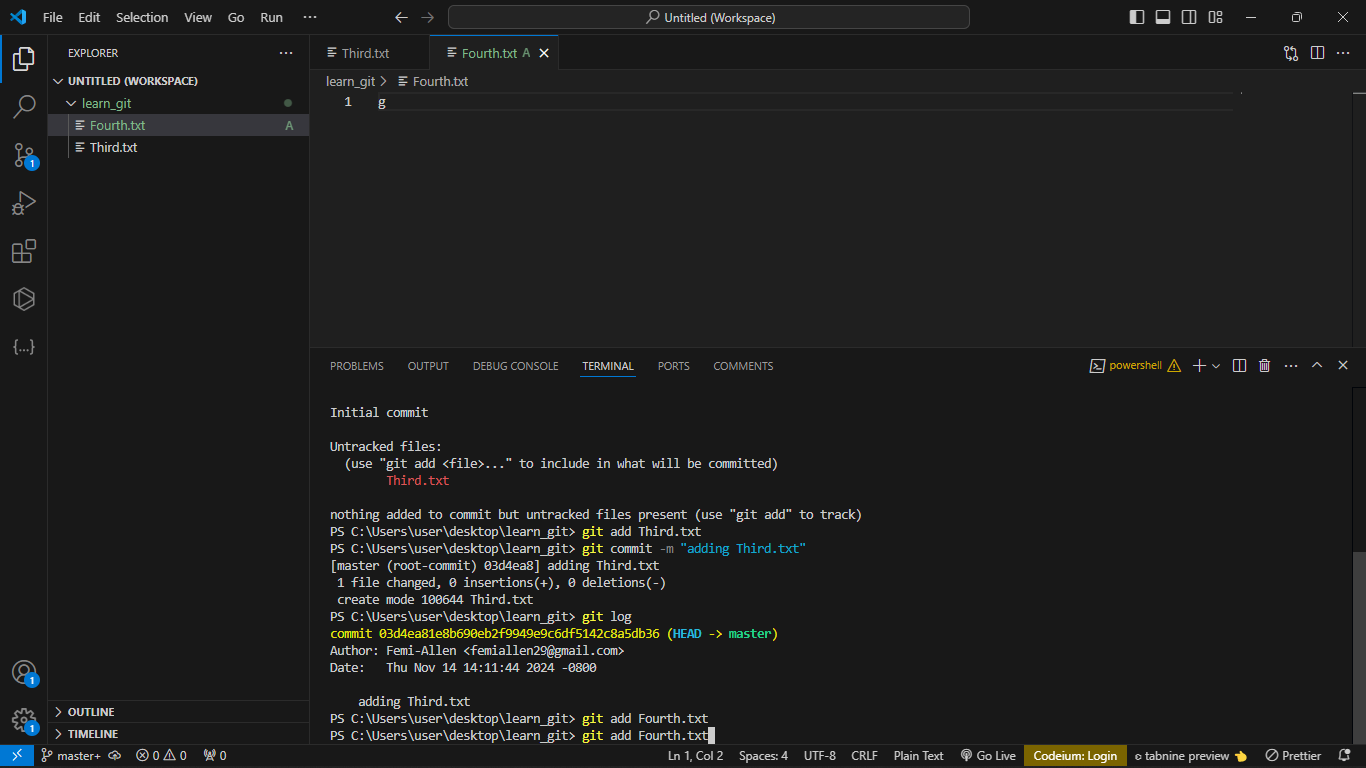 File Edit Selection View Go Run ··· Untitled (Workspace)
EXPLORER ···
UNTITLED (WORKSPACE)
learn_git
Fourth.txt A
Third.txt
OUTLINE
TIMELINE
1
1
1
Third.txt Fourth.txt A
learn_git > Fourth.txt
1 g
PROBLEMS OUTPUT DEBUG CONSOLE TERMINAL PORTS COMMENTS powershell
Initial commit
Untracked files:
(use "git add <file>..." to include in what will be committed)
Third.txt
nothing added to commit but untracked files present (use "git add" to track)
PS C:\Users\user\desktop\learn_git> git add Third.txt
PS C:\Users\user\desktop\learn_git> git commit -m "adding Third.txt"
[master (root-commit) 03d4ea8] adding Third.txt
1 file changed, 0 insertions(+), 0 deletions(-)
create mode 100644 Third.txt
PS C:\Users\user\desktop\learn_git> git log
commit 03d4ea81e8b690eb2f9949e9c6df5142c8a5db36 (HEAD -> master)
Author: Femi-Allen <femiallen29@gmail.com>
Date:   Thu Nov 14 14:11:44 2024 -0800
adding Third.txt
PS C:\Users\user\desktop\learn_git> git add Fourth.txt
PS C:\Users\user\desktop\learn_git> git add Fourth.txt
master+ 0 0 0 Ln 1, Col 2 Spaces: 4 UTF-8 CRLF Plain Text Go Live Codeium: Login tabnine preview Prettier